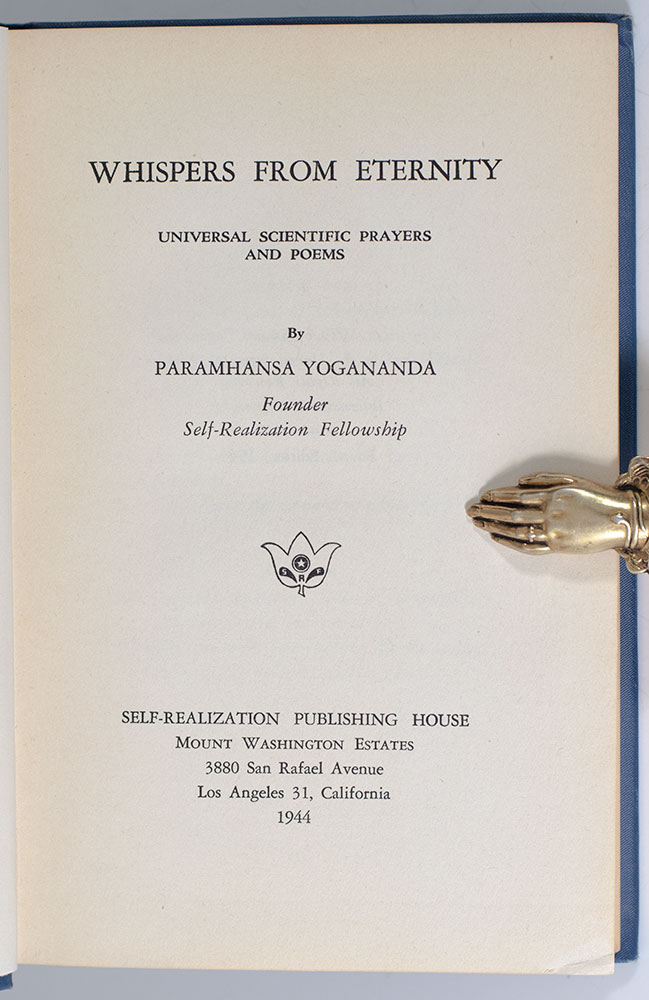 WHISPERS FROM ETERNITY
UNIVERSAL SCIENTIFIC PRAYERS
AND POEMS
By
PARAMHANSA YOGANANDA
Founder
Self-Realization Fellowship
S R F
SELF-REALIZATION PUBLISHING HOUSE
MOUNT WASHINGTON ESTATES
3880 San Rafael Avenue
Los Angeles 31, California
1944